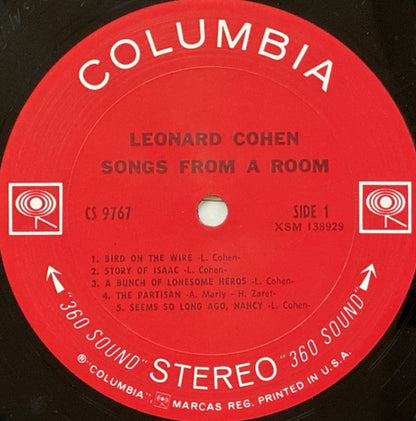 COLUMBIA
LEONARD COHEN
SONGS FROM A ROOM
CS 9767
SIDE 1
XSM 138929
1. BIRD ON THE WIRE -L. Cohen-
2. STORY OF ISAAC -L. Cohen-
3. A BUNCH OF LONESOME HEROS -L. Cohen-
4. THE PARTISAN -A. Marly - H. Zaret-
5. SEEMS SO LONG AGO, NANCY -L. Cohen-
"360 SOUND" STEREO "360 SOUND"
® "COLUMBIA", MARCAS REG. PRINTED IN U.S.A.